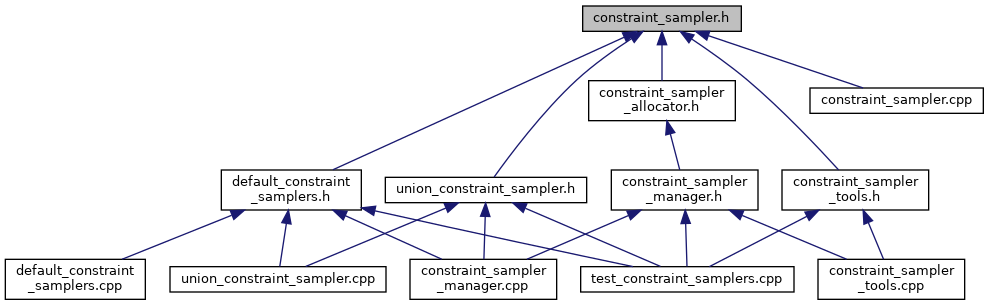 constraint_sampler.h
constraint_sampler
_allocator.h
constraint_sampler.cpp
default_constraint
_samplers.h
union_constraint_sampler.h
constraint_sampler
_manager.h
constraint_sampler
_tools.h
default_constraint
_samplers.cpp
union_constraint_sampler.cpp
constraint_sampler
_manager.cpp
test_constraint_samplers.cpp
constraint_sampler
_tools.cpp